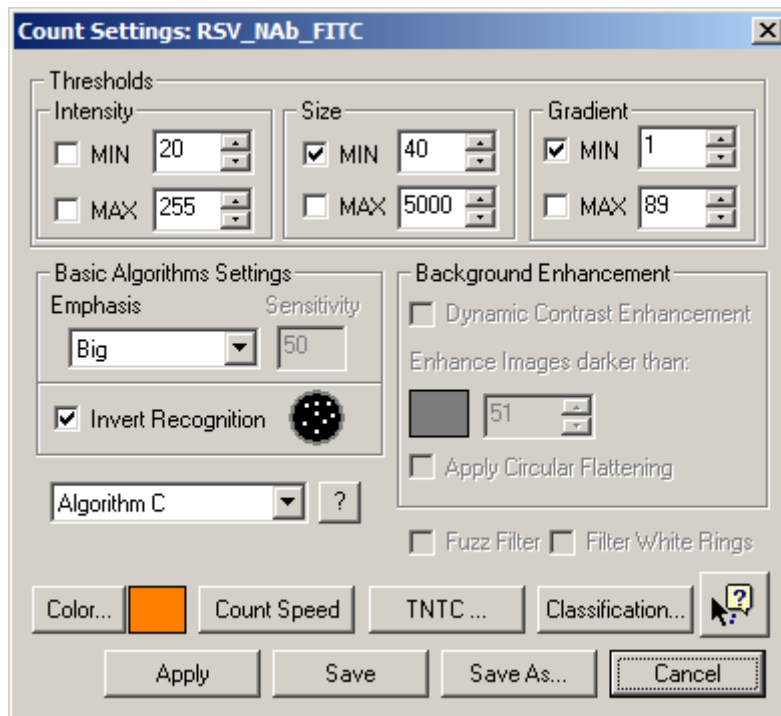 Count Settings: RSV_NAb_FITC
Thresholds
Intensity
MIN 20
MAX 255
Size
MIN 40
MAX 5000
Gradient
MIN 1
MAX 89
Basic Algorithms Settings
Emphasis Sensitivity
Big 50
Invert Recognition
Algorithm C ?
Background Enhancement
Dynamic Contrast Enhancement
Enhance Images darker than:
51
Apply Circular Flattening
Fuzz Filter Filter White Rings
Color... Count Speed TNTC ... Classification... ?
Apply Save Save As... Cancel